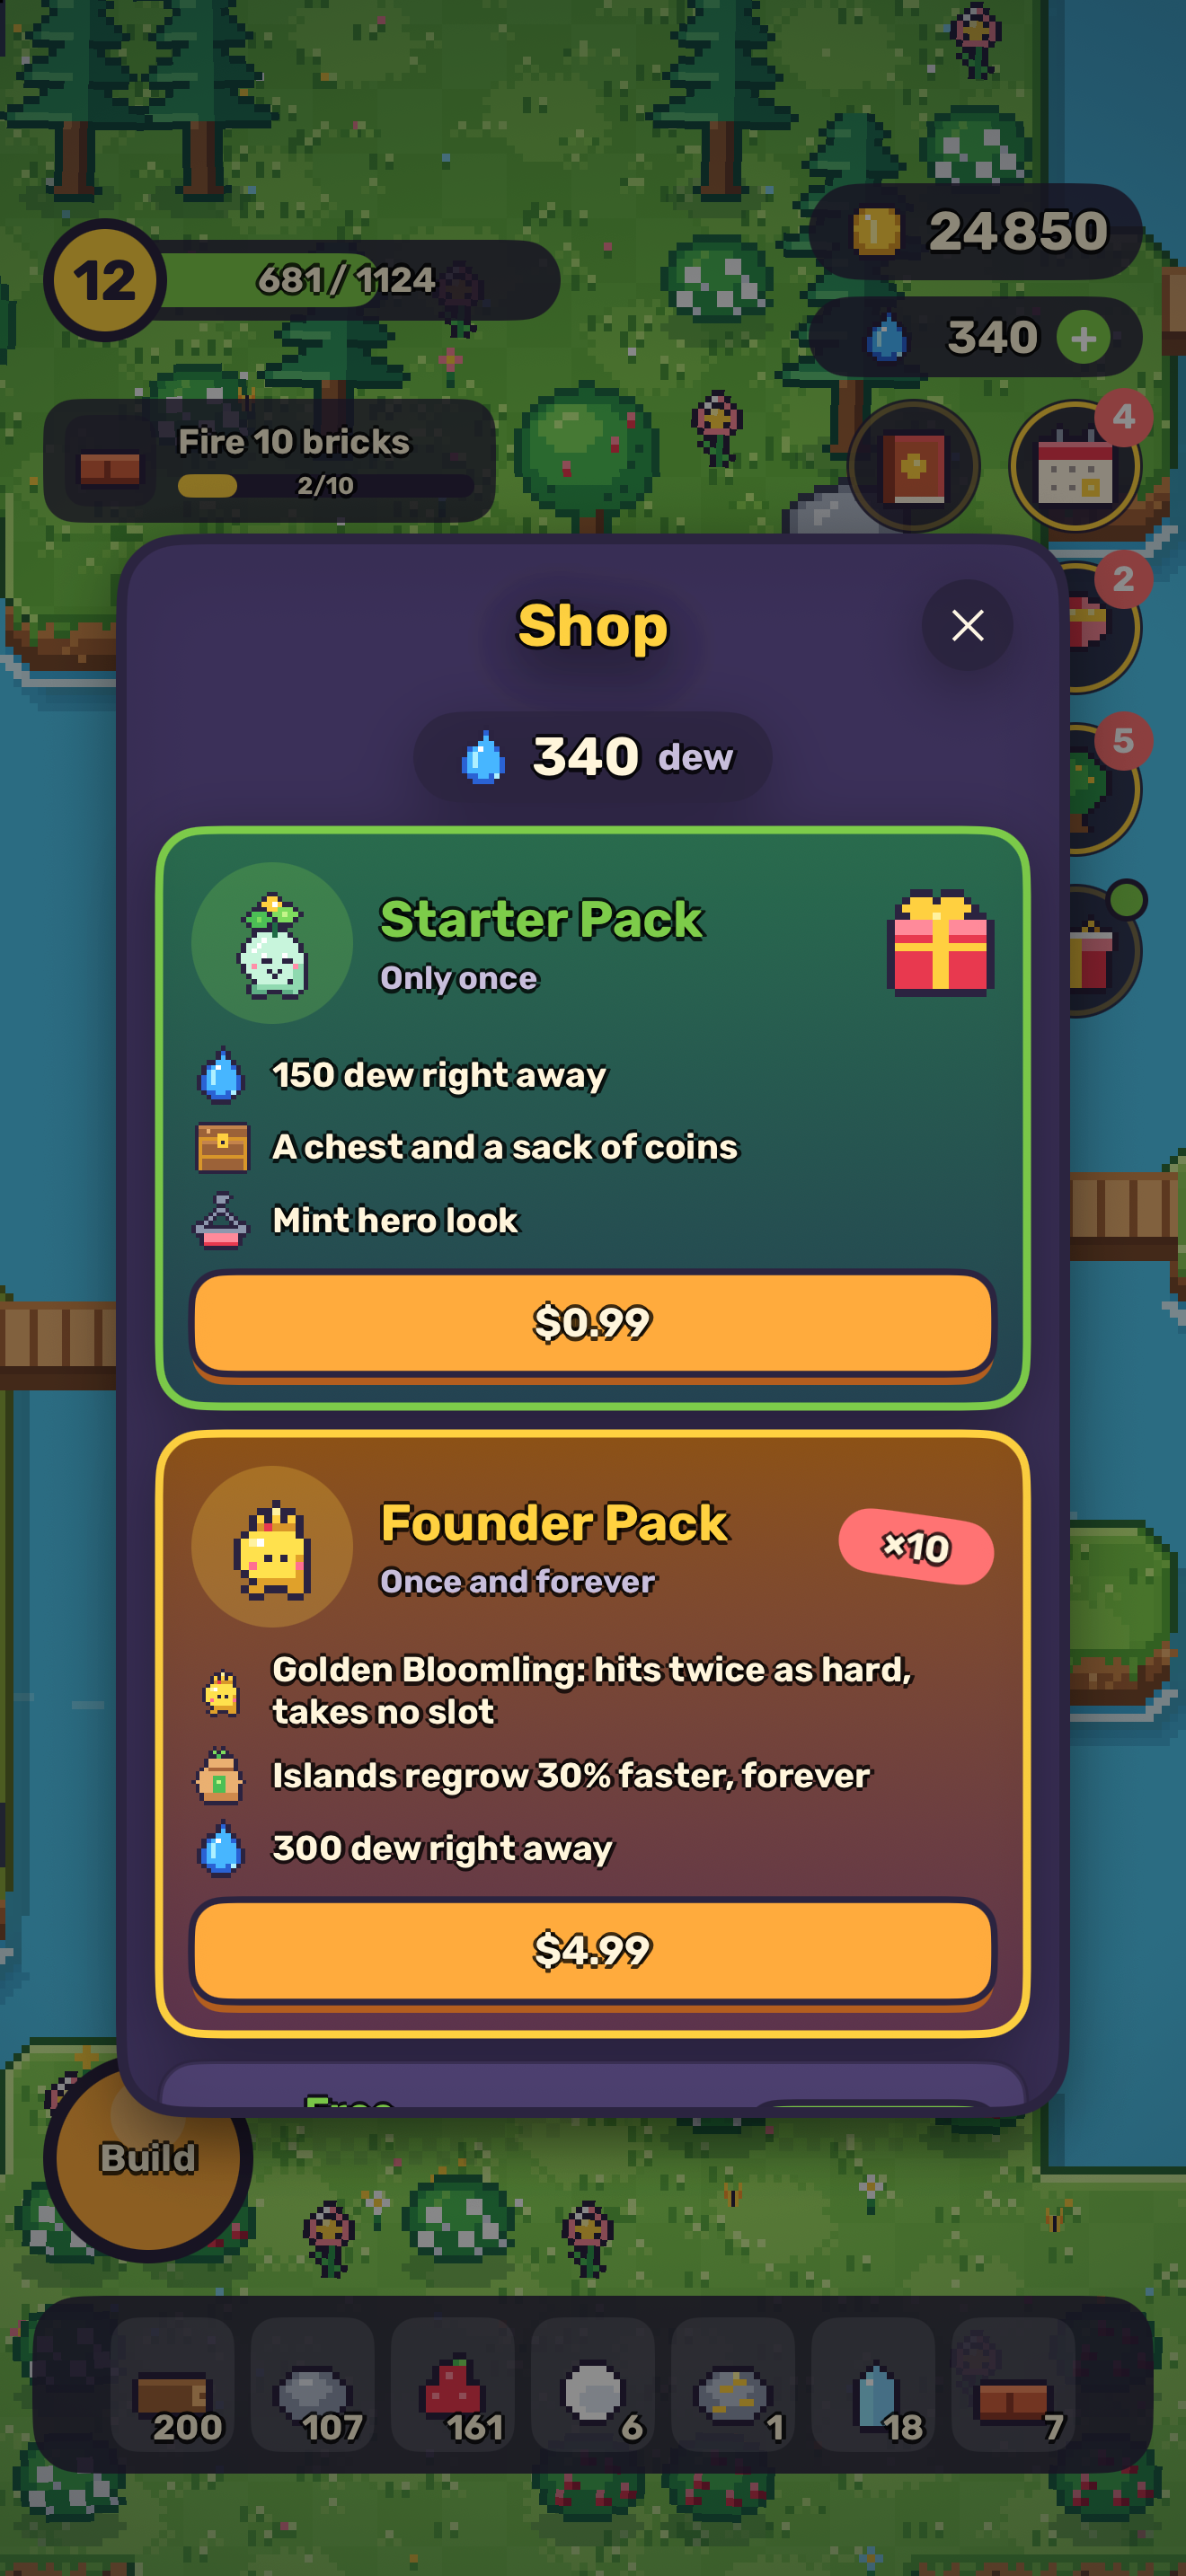 24850
12
681/1124
340
+
Fire 10 bricks
2/10
4
2
5
Shop
340 dew
Starter Pack
Only once
150 dew right away
A chest and a sack of coins
Mint hero look
$0.99
Founder Pack
×10
Once and forever
Golden Bloomling: hits twice as hard,
takes no slot
Islands regrow 30% faster, forever
300 dew right away
$4.99
Free
Build
200
107
161
6
1
18
7